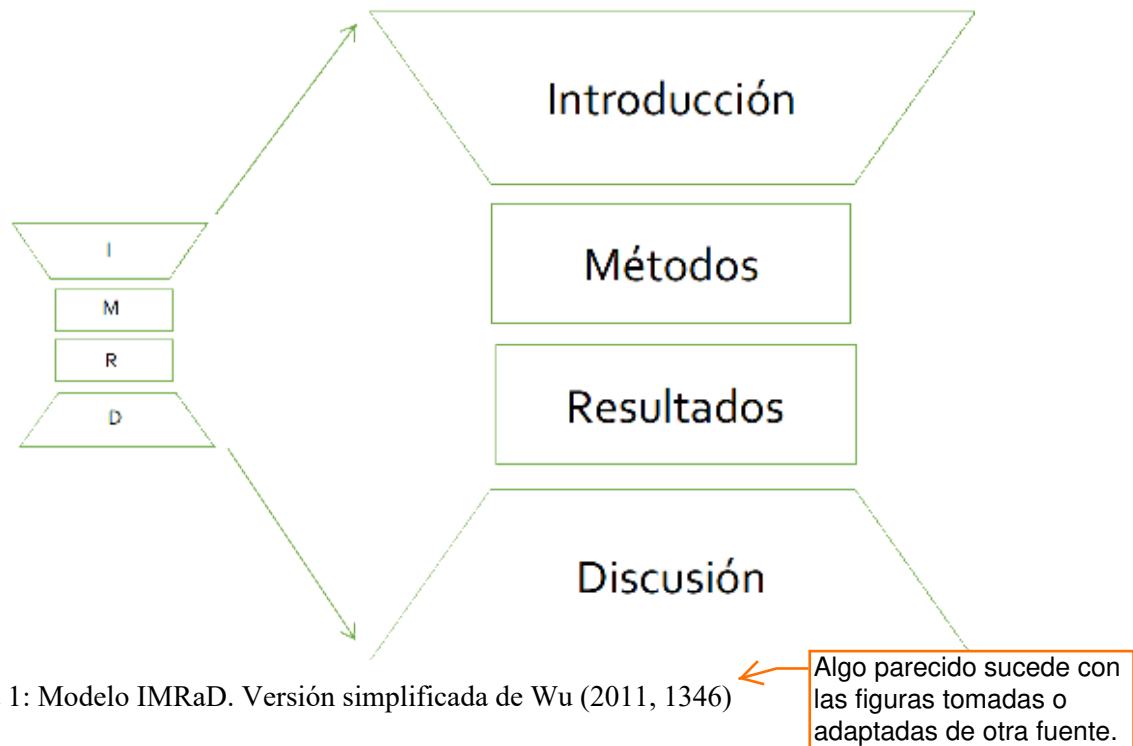 Introducción
I
M
R
D
Métodos
Resultados
Discusión
1: Modelo IMRaD. Versión simplificada de Wu (2011, 1346)
Algo parecido sucede con
las figuras tomadas o
adaptadas de otra fuente.